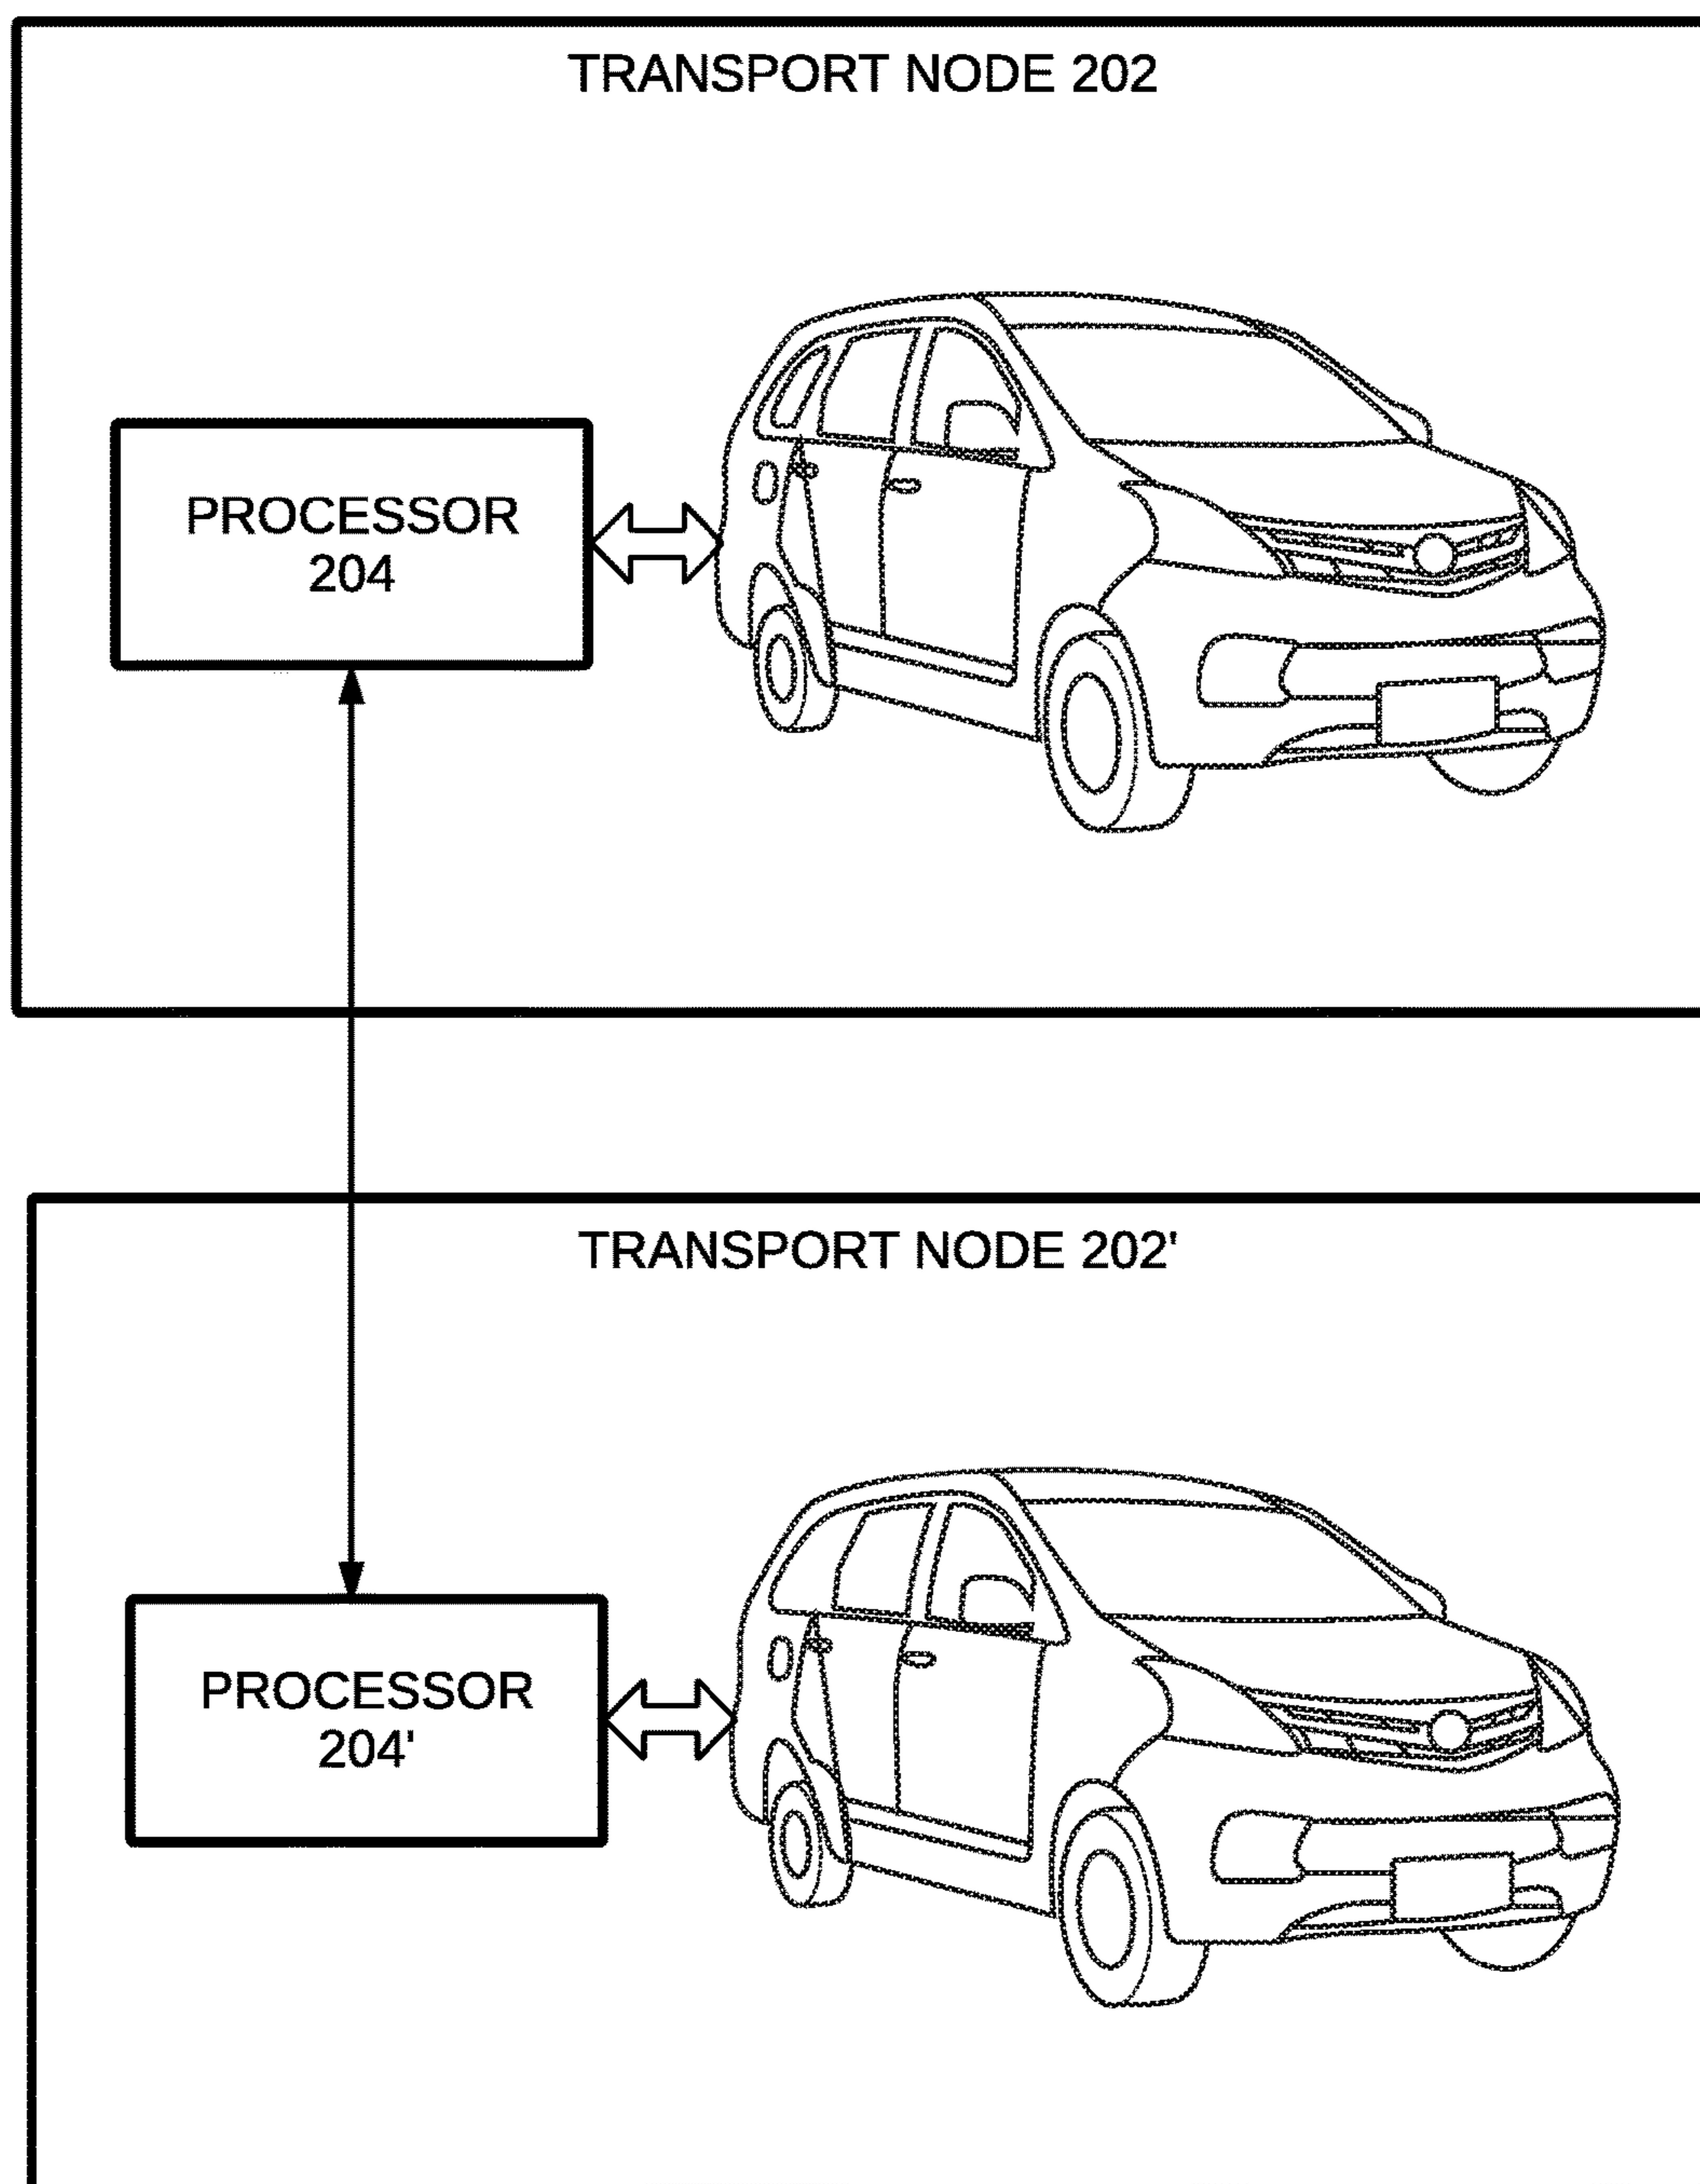 TRANSPORT NODE 202
PROCESSOR
204
TRANSPORT NODE 202'
PROCESSOR
204'